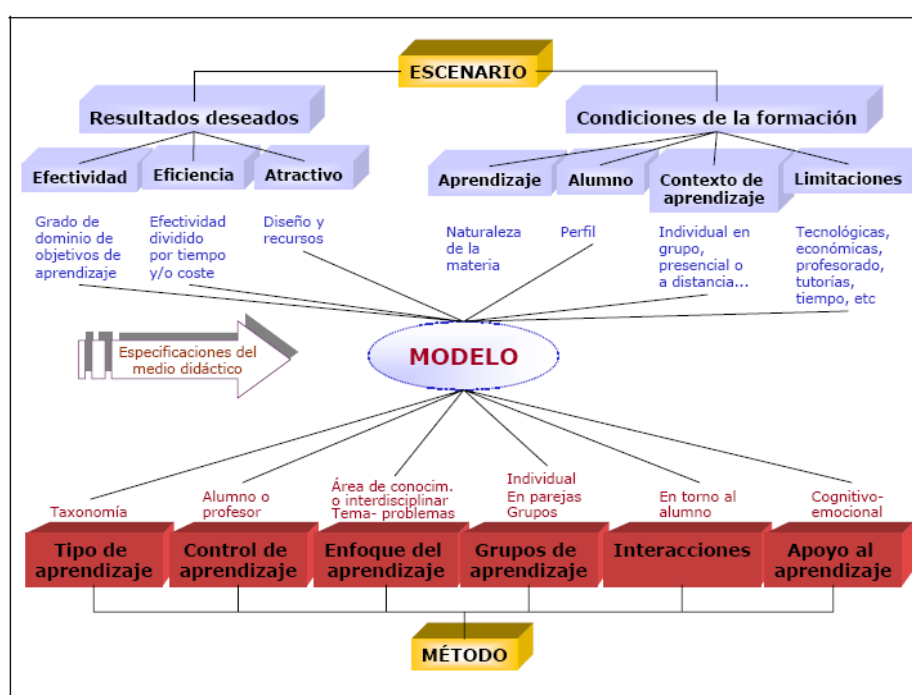 ESCENARIO
Resultados deseados
Condiciones de la formación
Efectividad
Eficiencia
Atractivo
Aprendizaje
Alumno
Contexto de
aprendizaje
Limitaciones
Grado de
dominio de
objetivos de
aprendizaje
Efectividad
dividido
por tiempo
y/o coste
Diseño y
recursos
Naturaleza
de la
materia
Perfil
Individual en
grupo,
presencial o
a distancia...
Tecnológicas,
económicas,
profesorado,
tutorías,
tiempo, etc
Especificaciones del
medio didáctico
MODELO
Taxonomía
Alumno o
profesor
Área de conocim.
o interdisciplinar
Tema- problemas
Individual
En parejas
Grupos
En torno al
alumno
Cognitivo-
emocional
Tipo de
aprendizaje
Control de
aprendizaje
Enfoque del
aprendizaje
Grupos de
aprendizaje
Interacciones
Apoyo al
aprendizaje
MÉTODO